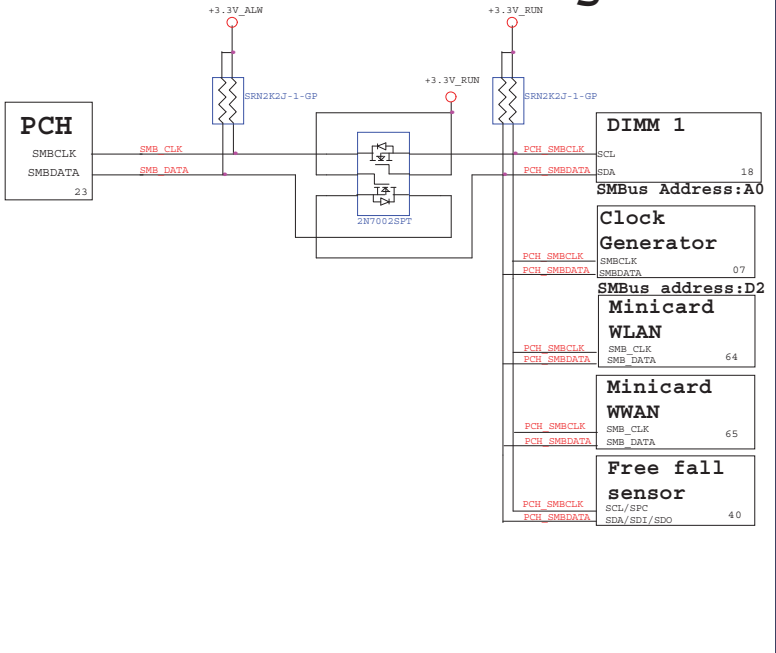 +3.3V_ALW
+3.3V_RUN
+3.3V_RUN
SRN2K2J-1-GP
SRN2K2J-1-GP
PCH
SMBCLK
SMBDATA
23
SMB_CLK
SMB_DATA
2N7002SPT
PCH_SMBCLK
PCH_SMBDATA
DIMM 1
SCL
SDA
18
SMBus Address:A0
Clock
Generator
PCH_SMBCLK
SMBCLK
PCH_SMBDATA
SMBDATA
07
SMBus address:D2
Minicard
WLAN
PCH_SMBCLK
SMB_CLK
PCH_SMBDATA
SMB_DATA
64
Minicard
WWAN
PCH_SMBCLK
SMB_CLK
PCH_SMBDATA
SMB_DATA
65
Free fall
sensor
PCH_SMBCLK
SCL/SPC
PCH_SMBDATA
SDA/SDI/SDO
40